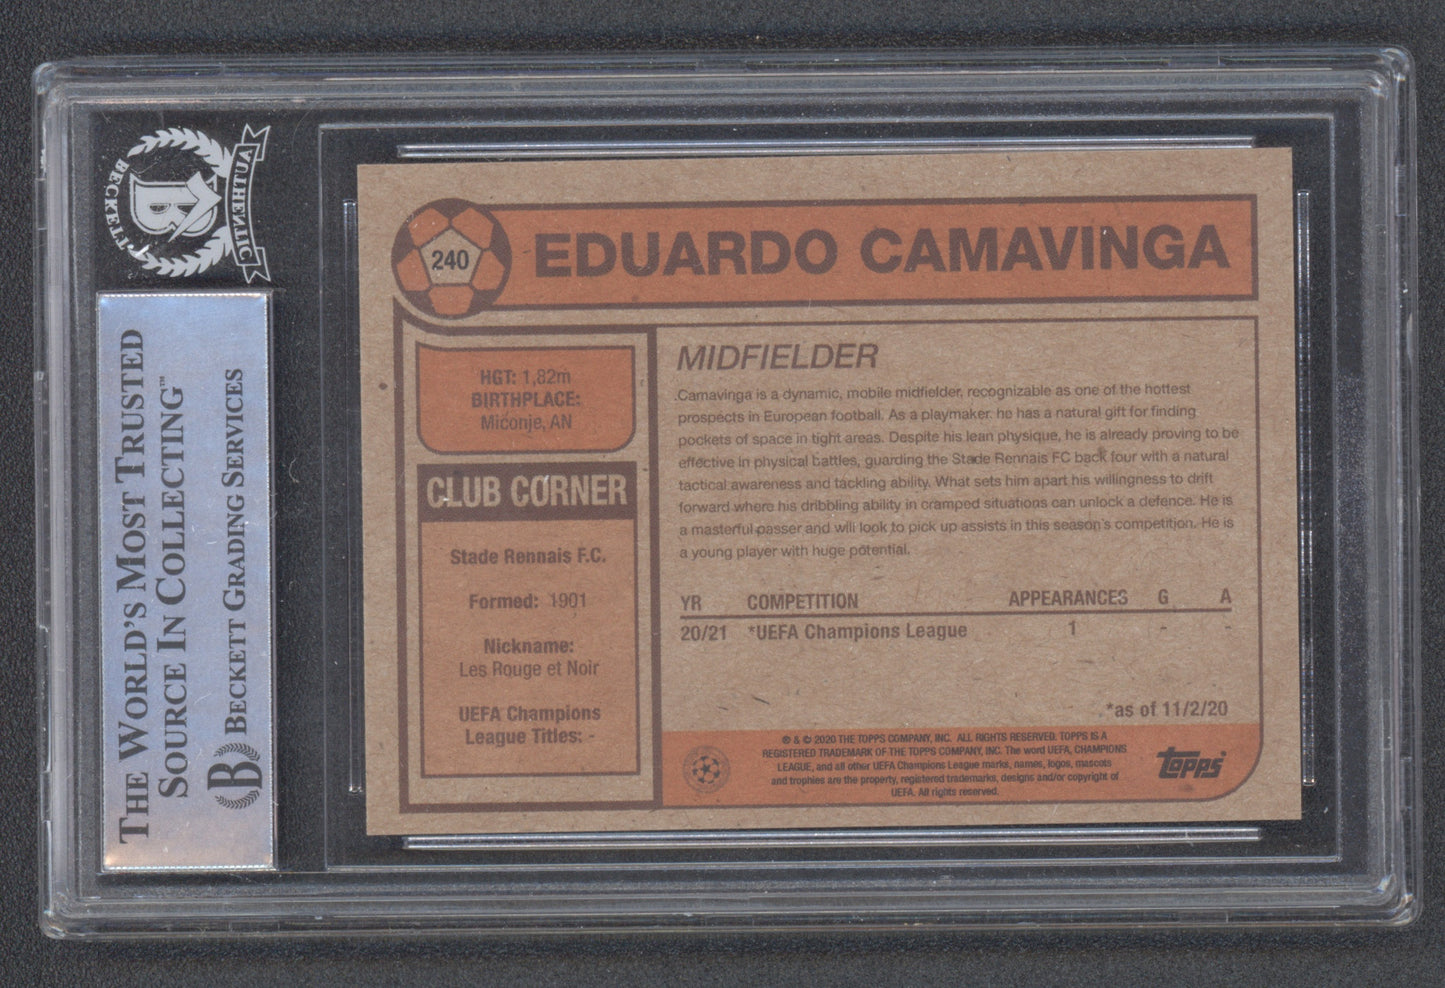 BECKETT
AUTHENTIC
B
THE WORLD'S MOST TRUSTED
SOURCE IN COLLECTING™
B BECKETT GRADING SERVICES
240
EDUARDO CAMAVINGA
HGT: 1,82m
BIRTHPLACE:
Miconje, AN
CLUB CORNER
Stade Rennais F.C.
Formed: 1901
Nickname:
Les Rouge et Noir
UEFA Champions
League Titles: -
MIDFIELDER
Camavinga is a dynamic, mobile midfielder, recognizable as one of the hottest
prospects in European football. As a playmaker, he has a natural gift for finding
pockets of space in tight areas. Despite his lean physique, he is already proving to be
effective in physical battles, guarding the Stade Rennais FC back four with a natural
tactical awareness and tackling ability. What sets him apart his willingness to drift
forward where his dribbling ability in cramped situations can unlock a defence. He is
a masterful passer and will look to pick up assists in this season's competition. He is
a young player with huge potential.
YR COMPETITION APPEARANCES G A
20/21 *UEFA Champions League 1 - -
*as of 11/2/20
® & © 2020 THE TOPPS COMPANY, INC. ALL RIGHTS RESERVED. TOPPS IS A
REGISTERED TRADEMARK OF THE TOPPS COMPANY, INC. The word UEFA, CHAMPIONS
LEAGUE, and all other UEFA Champions League marks, names, logos, mascots
and trophies are the property, registered trademarks, designs and/or copyright of
UEFA. All rights reserved.
topps